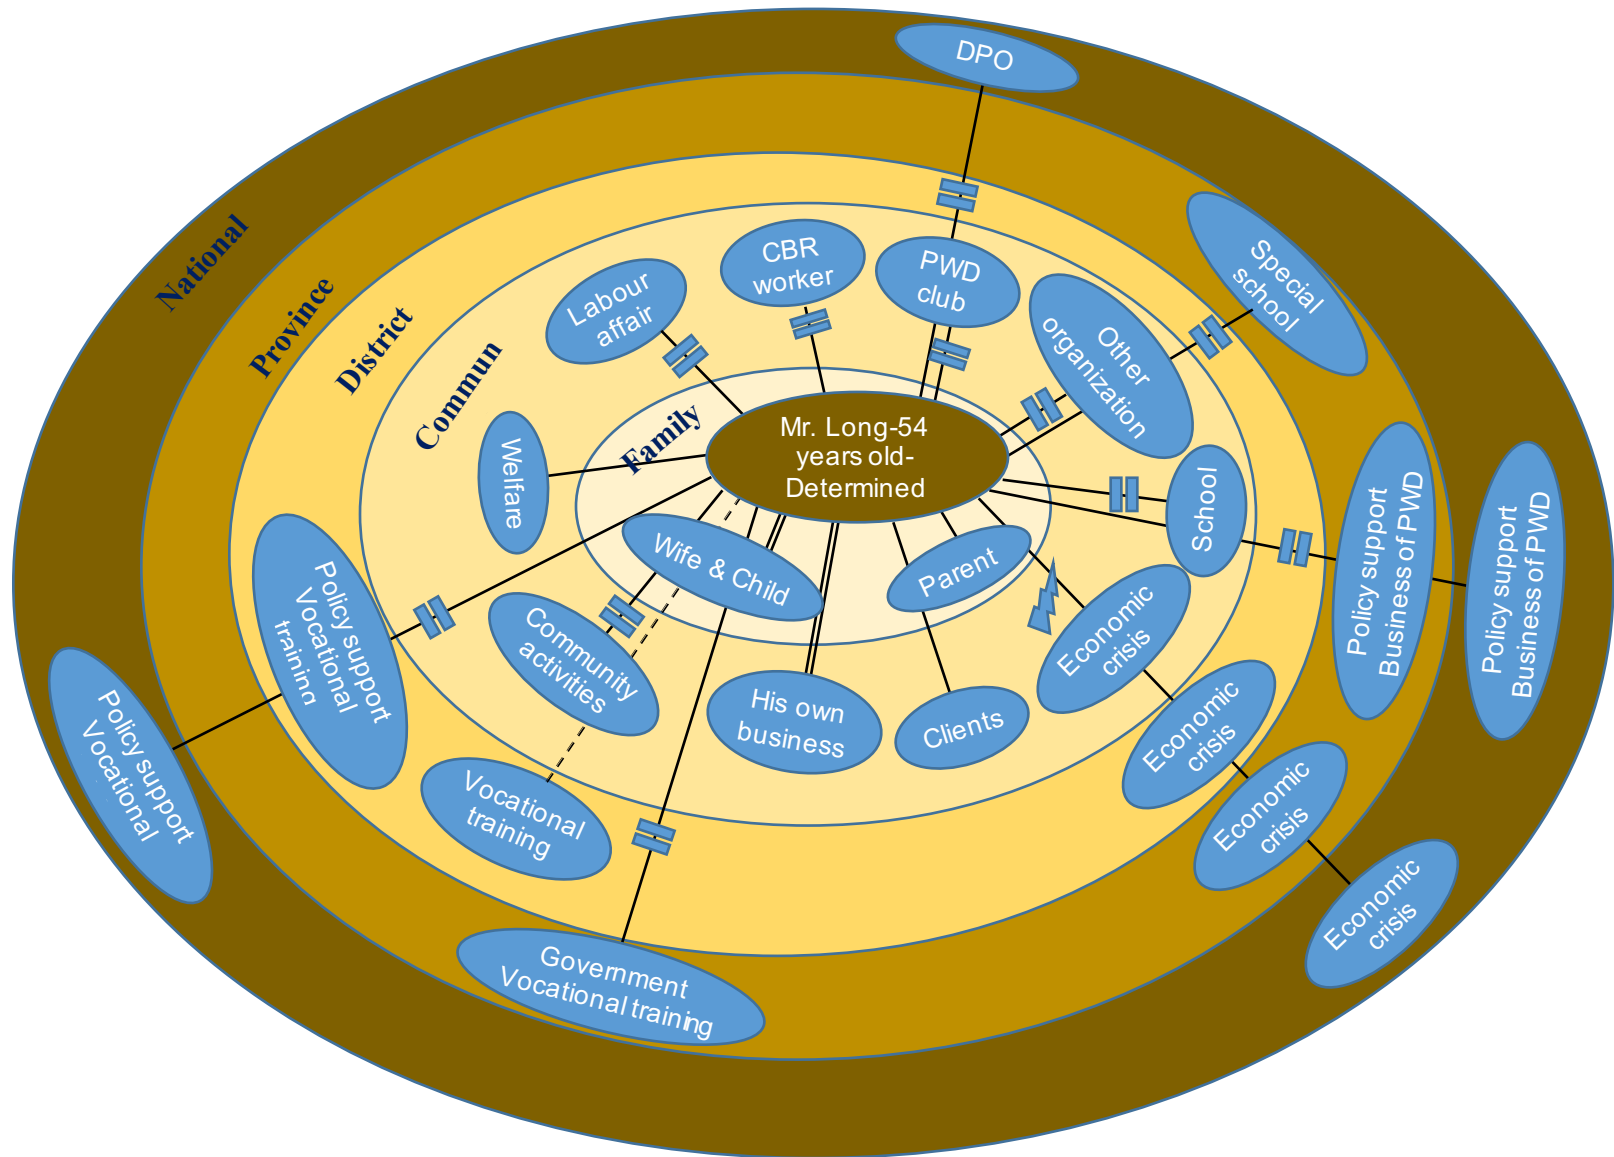 DPO
National
Province
District
Commun
Family
Labour
affair
CBR
worker
PWD
club
Other
organization
Special
school
Welfare
Mr. Long-54
years old-
Determined
School
Wife & Child
Parent
Policy support
Business of PWD
Policy support
Business of PWD
Policy support
Vocational
training
Policy support
Vocational
Community
activities
His own
business
Clients
Economic
crisis
Economic
crisis
Economic
crisis
Economic
crisis
Vocational
training
Government
Vocational training